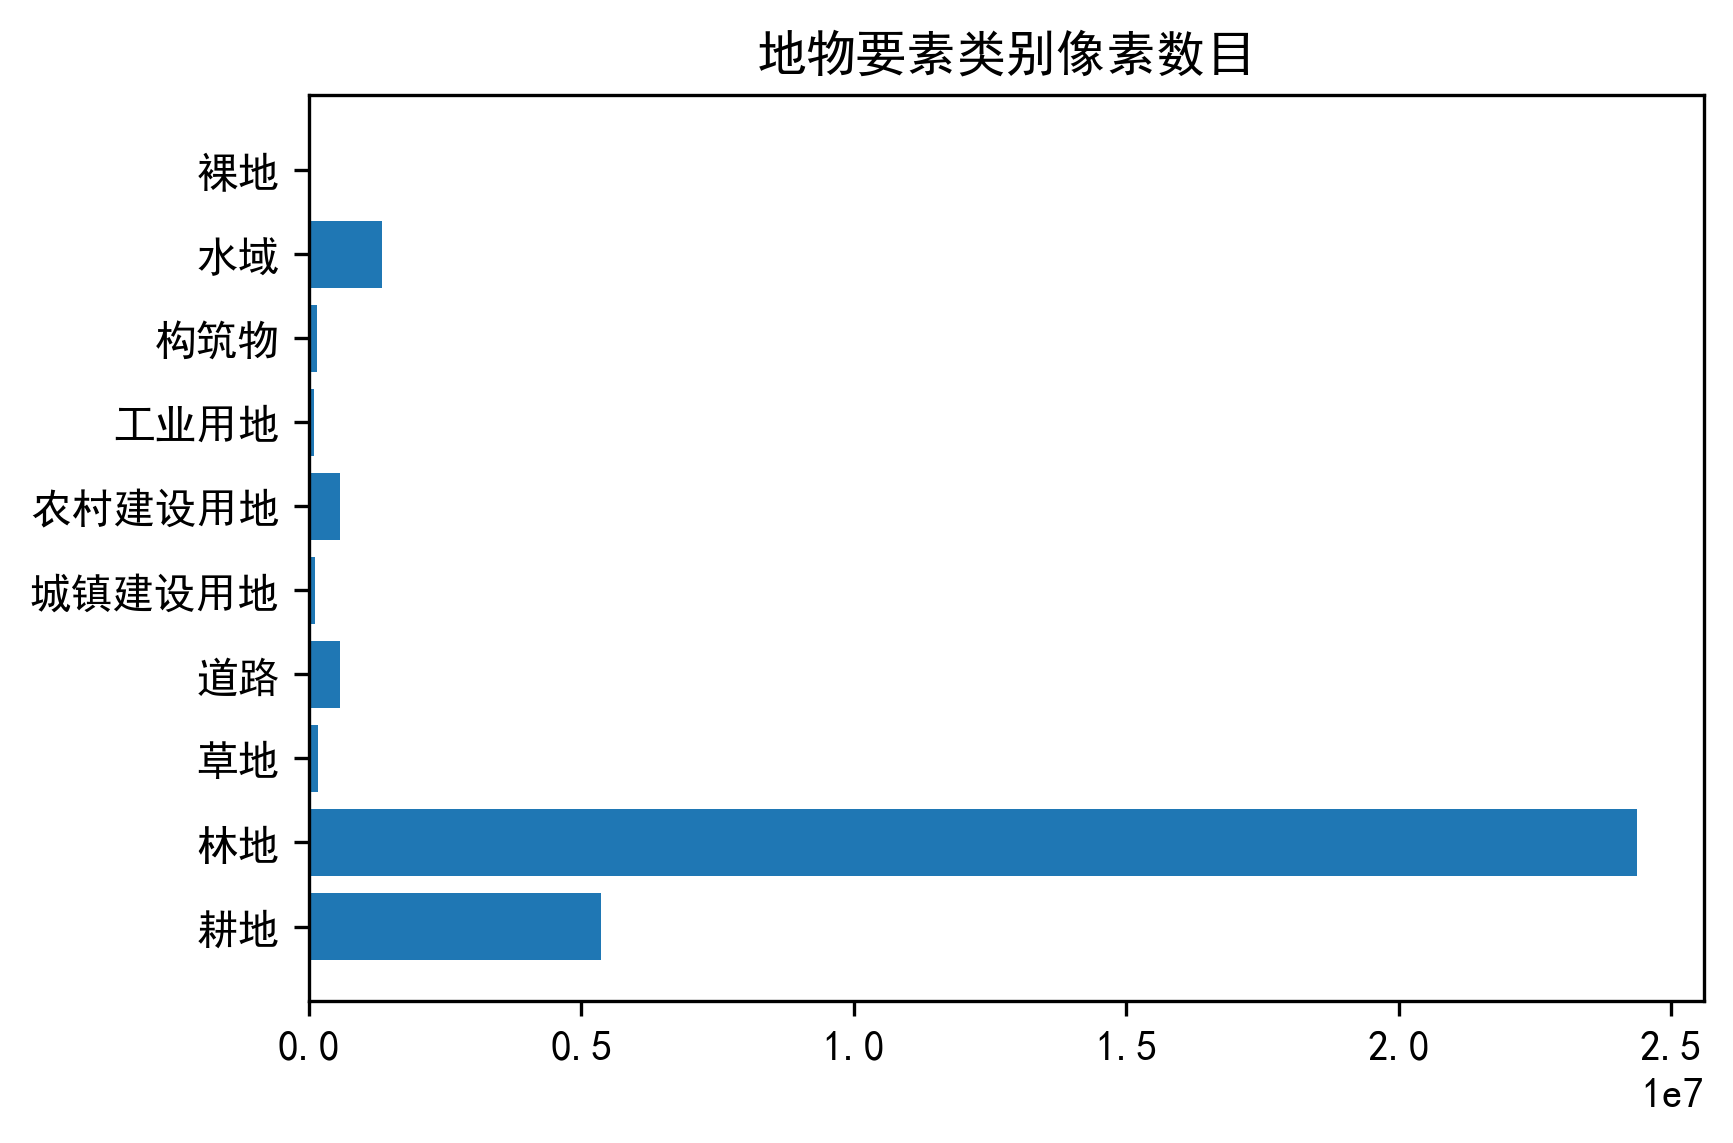 地物要素类别像素数目
裸地
水域
构筑物
工业用地
农村建设用地
城镇建设用地
道路
草地
林地
耕地
0.0 0.5 1.0 1.5 2.0 2.5
1e7